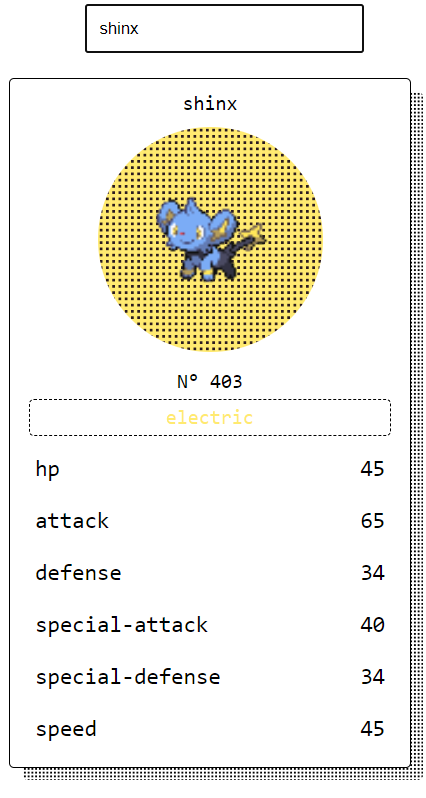 shinx
shinx
N° 403
electric
hp 45
attack 65
defense 34
special-attack 40
special-defense 34
speed 45